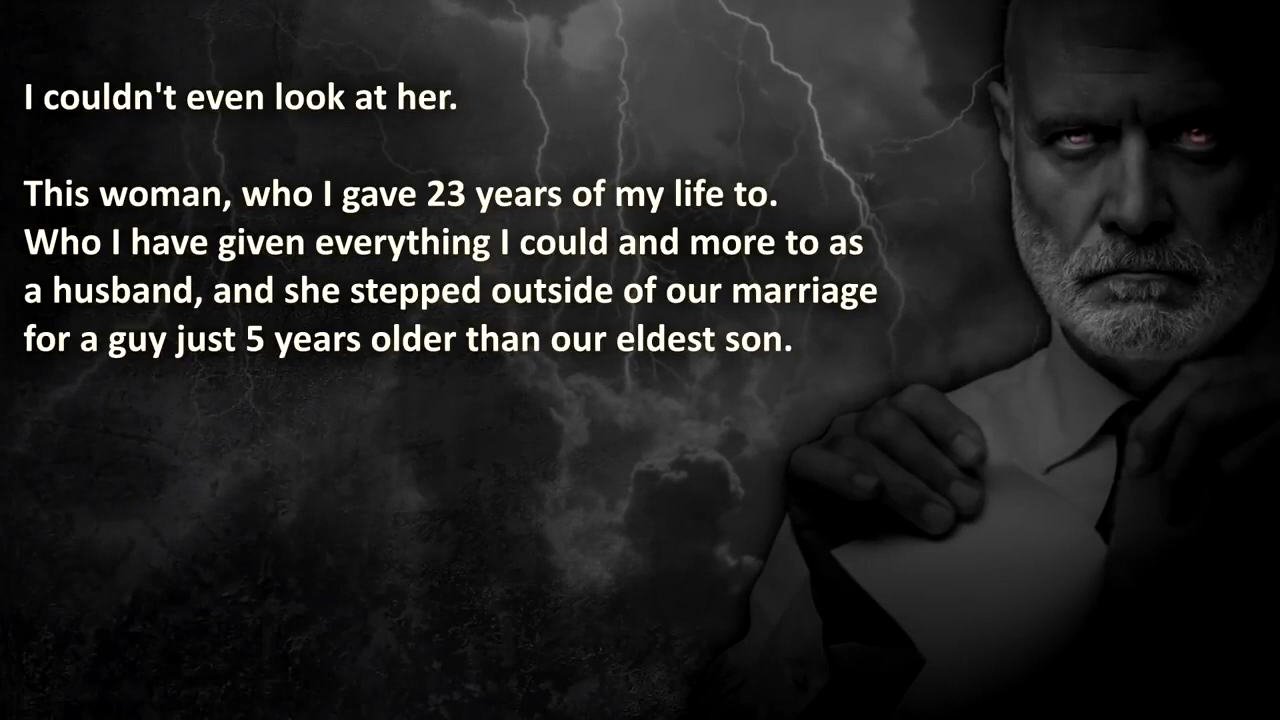 I couldn't even look at her.
This woman, who I gave 23 years of my life to.
Who I have given everything I could and more to as
a husband, and she stepped outside of our marriage
for a guy just 5 years older than our eldest son.